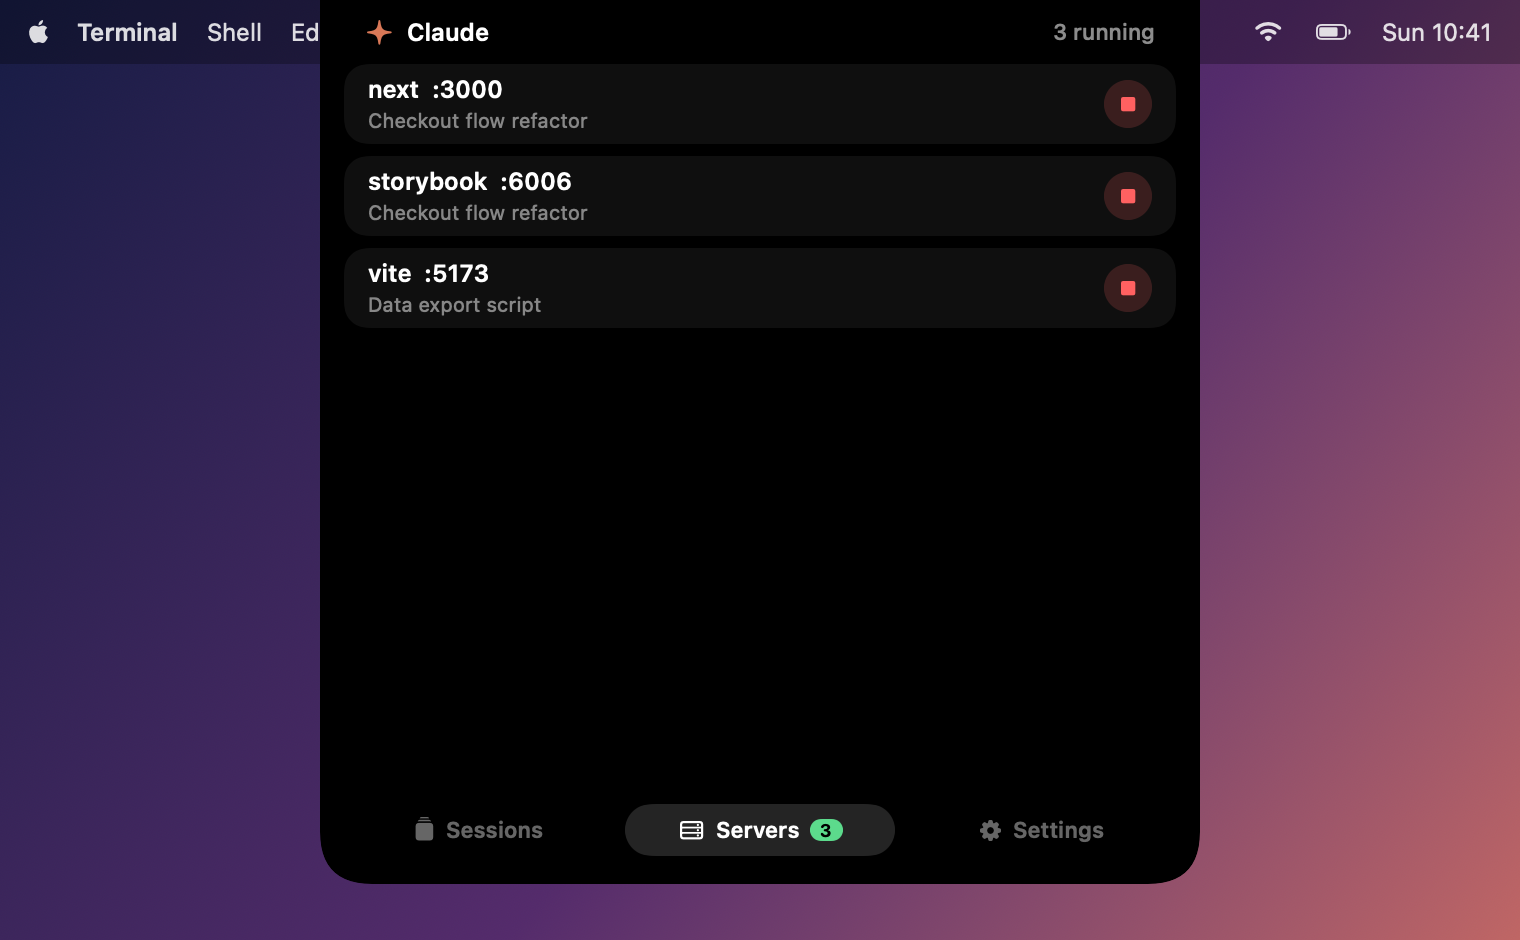 Terminal Shell Ed
Claude
3 running
Sun 10:41
next :3000
Checkout flow refactor
storybook :6006
Checkout flow refactor
vite :5173
Data export script
Sessions
Servers 3
Settings